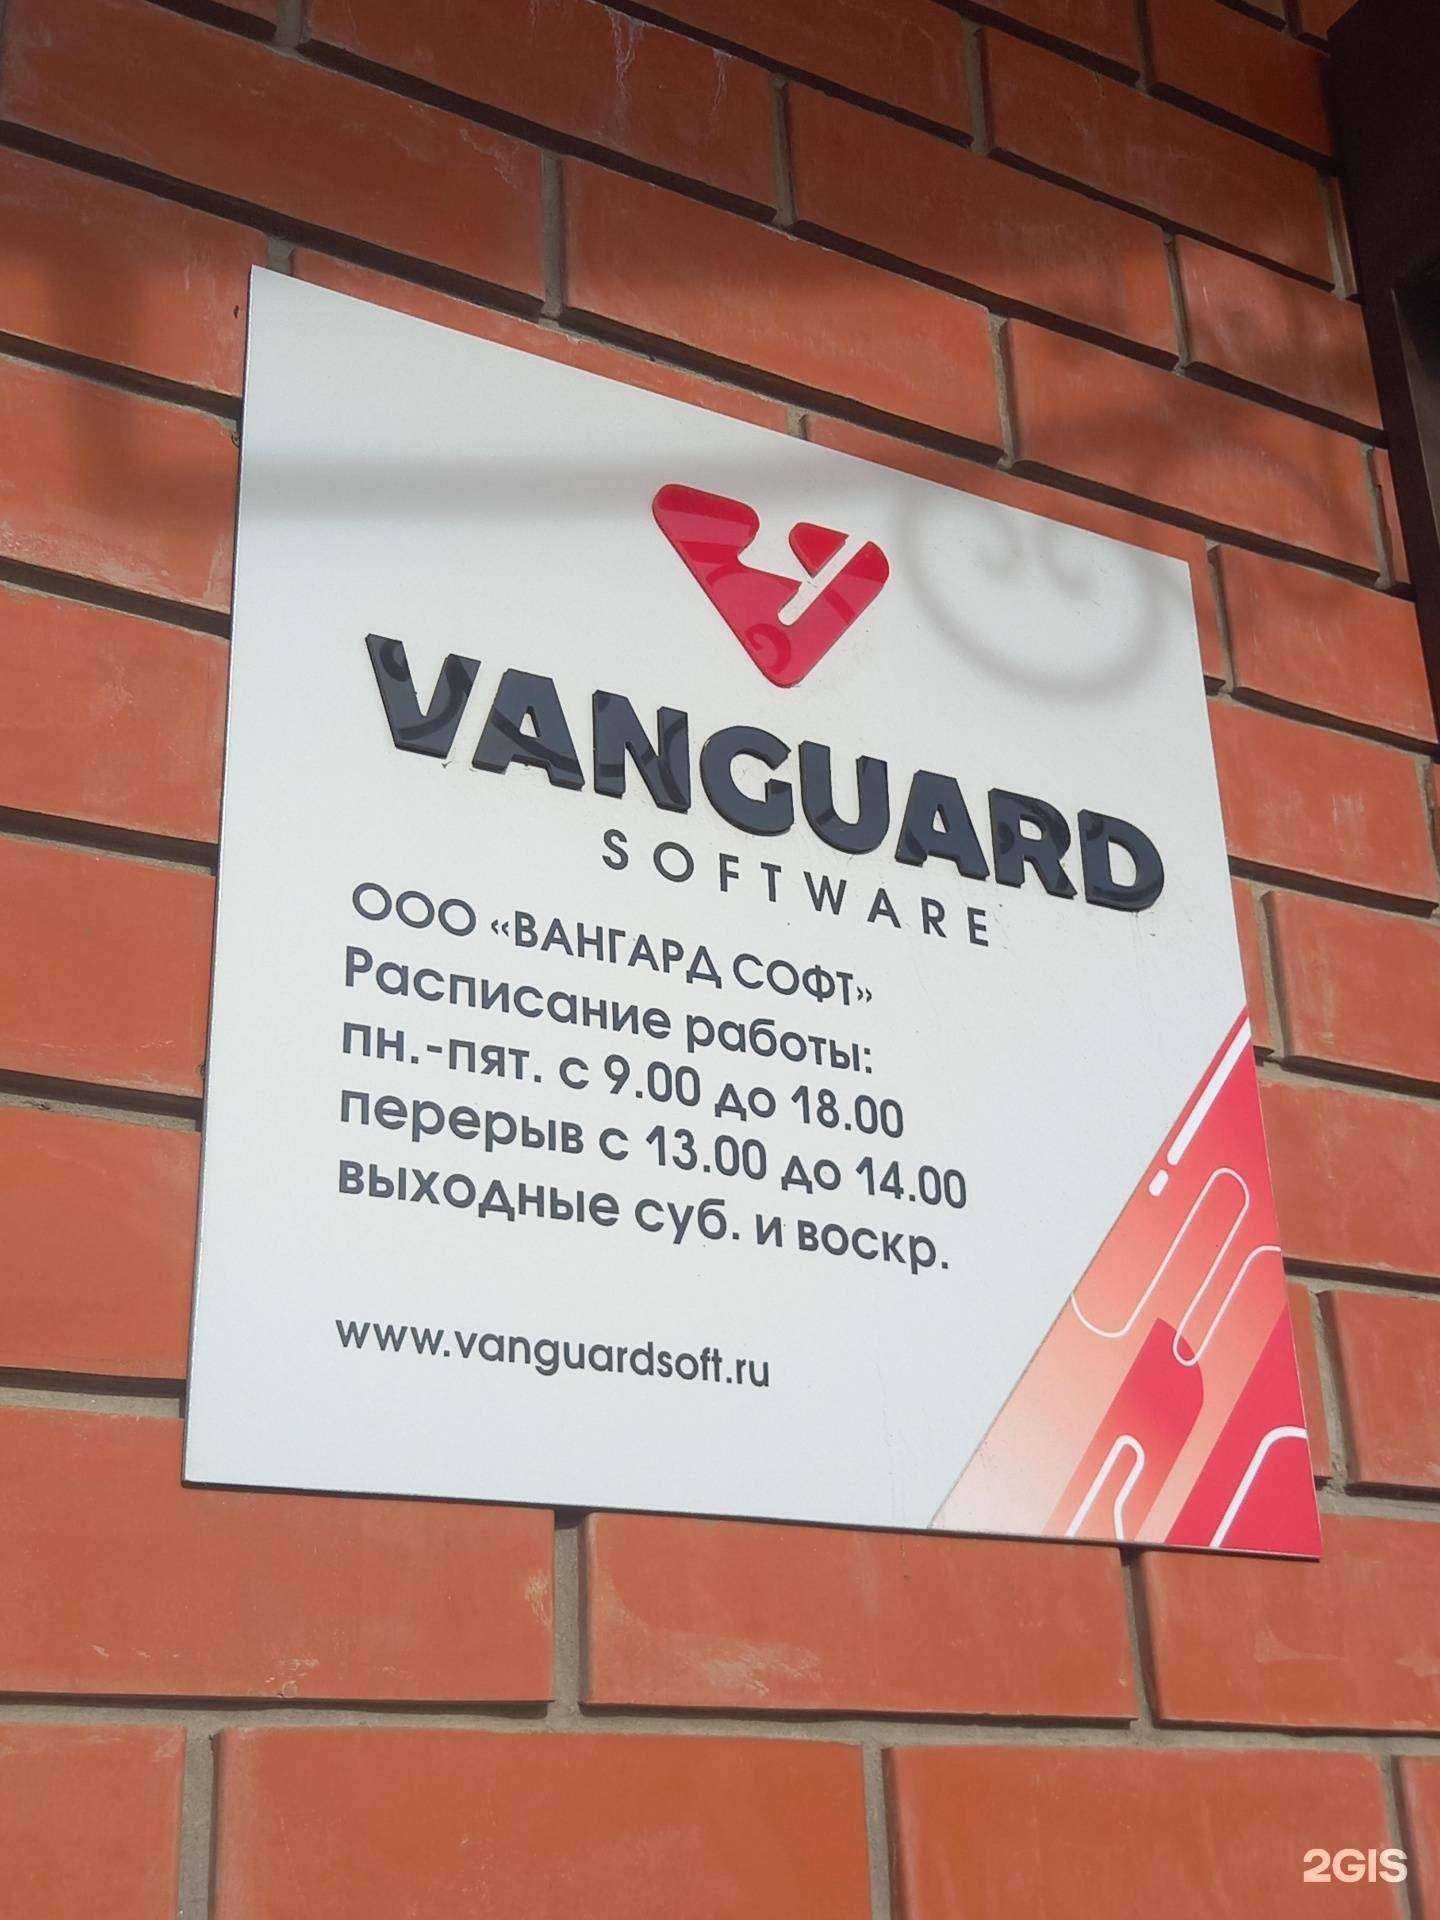 VANGUARD
SOFTWARE
ООО «ВАНГАРД СОФТ»
Расписание работы:
пн.-пят. с 9.00 до 18.00
перерыв с 13.00 до 14.00
выходные суб. и воскр.
www.vanguardsoft.ru
2GIS